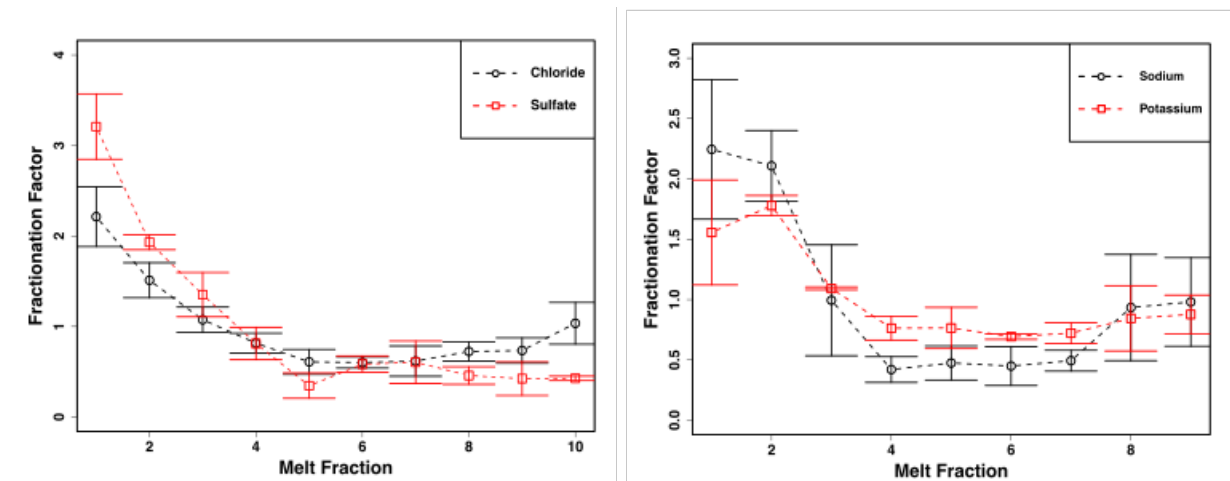 4
3
2
1
0
Fractionation Factor
Chloride
Sulfate
2
4
6
8
10
Melt Fraction
3.0
2.5
2.0
1.5
1.0
0.5
0.0
Fractionation Factor
Sodium
Potassium
2
4
6
8
Melt Fraction